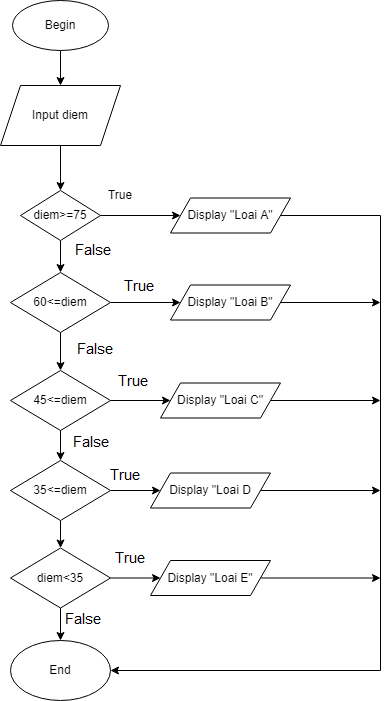 Begin
Input diem
diem>=75
True
Display "Loai A"
False
60<=diem
True
Display "Loai B"
False
45<=diem
True
Display "Loai C"
False
35<=diem
True
Display "Loai D
diem<35
True
Display "Loai E"
False
End